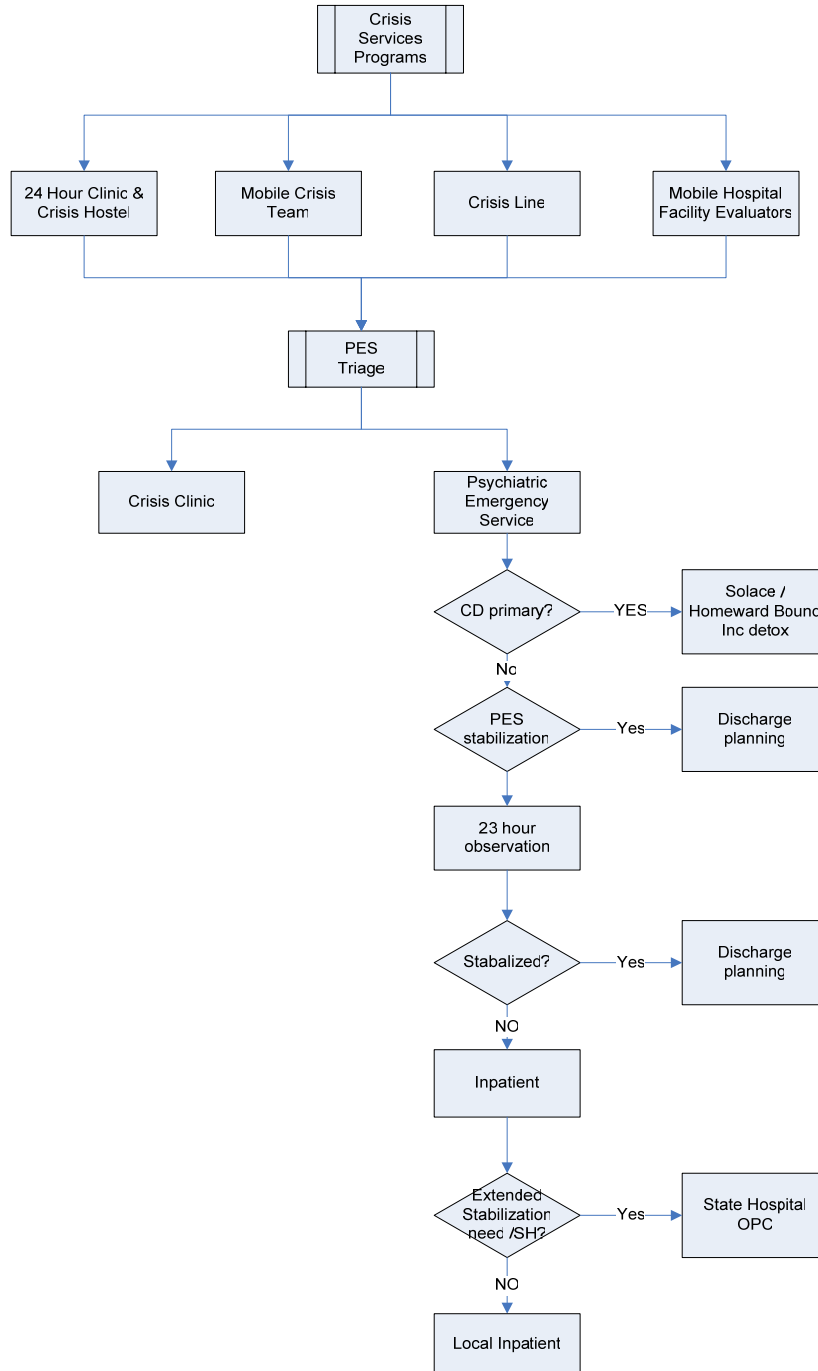 Crisis
Services
Programs
24 Hour Clinic &
Crisis Hostel
Mobile Crisis
Team
Crisis Line
Mobile Hospital
Facility Evaluators
PES
Triage
Crisis Clinic
Psychiatric
Emergency
Service
CD primary?
YES
Solace /
Homeward Bound
Inc detox
No
PES
stabilization
Yes
Discharge
planning
23 hour
observation
Stabalized?
Yes
Discharge
planning
NO
Inpatient
Extended
Stabilization
need /SH?
Yes
State Hospital
OPC
NO
Local Inpatient